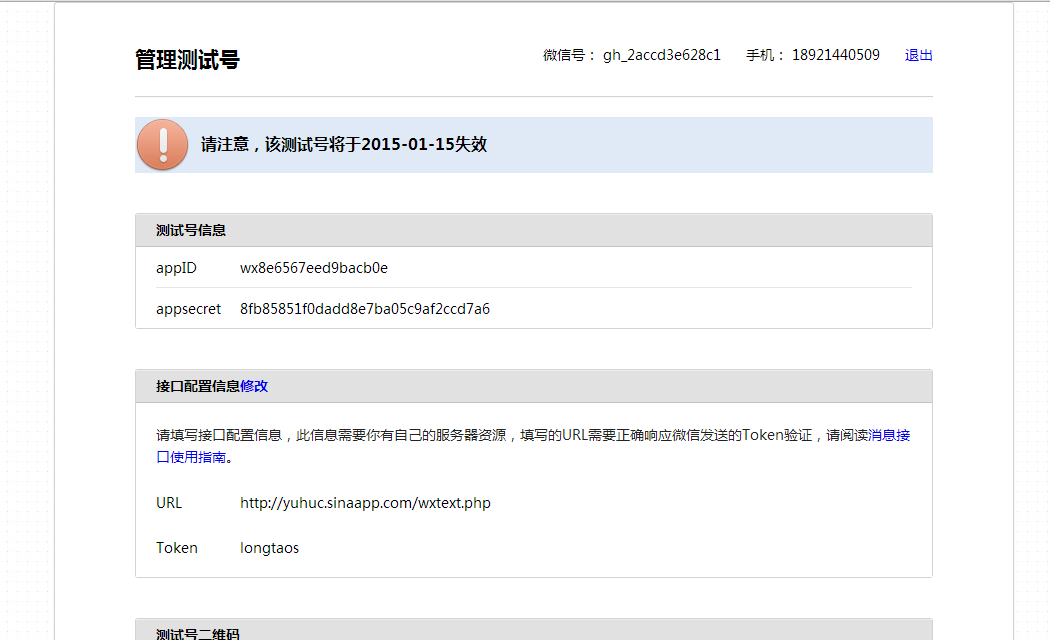 管理测试号
微信号： gh_2accd3e628c1 手机： 18921440509 退出
请注意，该测试号将于2015-01-15失效
测试号信息
appID wx8e6567eed9bacb0e
appsecret 8fb85851f0dadd8e7ba05c9af2ccd7a6
接口配置信息修改
请填写接口配置信息，此信息需要你有自己的服务器资源，填写的URL需要正确响应微信发送的Token验证，请阅读消息接
口使用指南。
URL http://yuhuc.sinaapp.com/wxtext.php
Token longtaos
测试号二维码